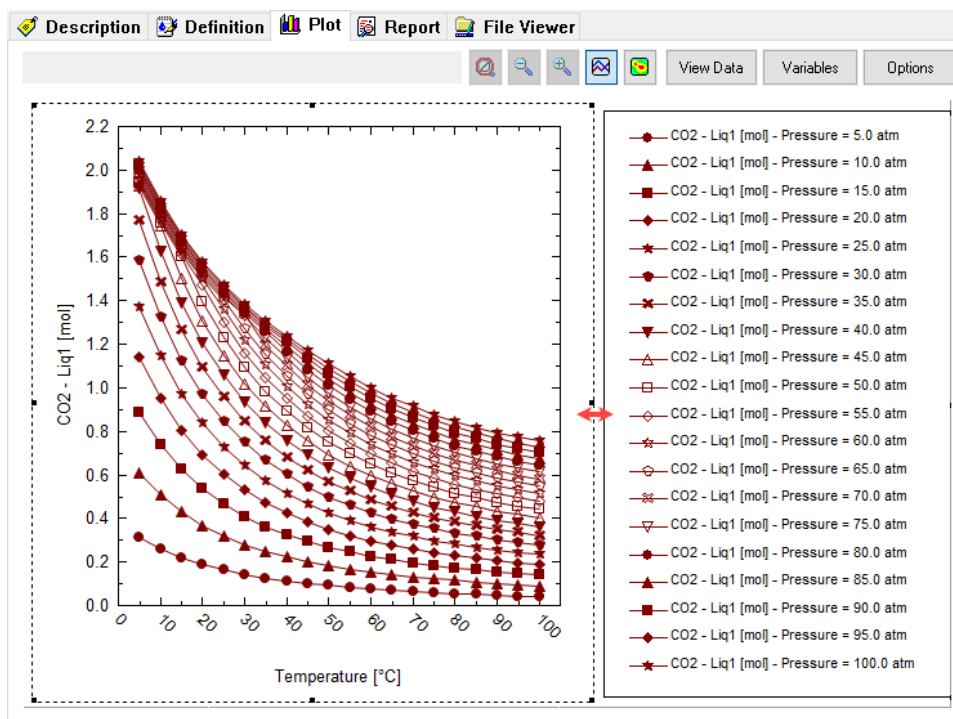 Description Definition Plot Report File Viewer
View Data Variables Options
2.2
2.0
1.8
1.6
1.4
1.2
1.0
0.8
0.6
0.4
0.2
0.0
CO2 - Liq1 [mol]
0 10 20 30 40 50 60 70 80 90 100
Temperature [°C]
CO2 - Liq1 [mol] - Pressure = 5.0 atm
CO2 - Liq1 [mol] - Pressure = 10.0 atm
CO2 - Liq1 [mol] - Pressure = 15.0 atm
CO2 - Liq1 [mol] - Pressure = 20.0 atm
CO2 - Liq1 [mol] - Pressure = 25.0 atm
CO2 - Liq1 [mol] - Pressure = 30.0 atm
CO2 - Liq1 [mol] - Pressure = 35.0 atm
CO2 - Liq1 [mol] - Pressure = 40.0 atm
CO2 - Liq1 [mol] - Pressure = 45.0 atm
CO2 - Liq1 [mol] - Pressure = 50.0 atm
CO2 - Liq1 [mol] - Pressure = 55.0 atm
CO2 - Liq1 [mol] - Pressure = 60.0 atm
CO2 - Liq1 [mol] - Pressure = 65.0 atm
CO2 - Liq1 [mol] - Pressure = 70.0 atm
CO2 - Liq1 [mol] - Pressure = 75.0 atm
CO2 - Liq1 [mol] - Pressure = 80.0 atm
CO2 - Liq1 [mol] - Pressure = 85.0 atm
CO2 - Liq1 [mol] - Pressure = 90.0 atm
CO2 - Liq1 [mol] - Pressure = 95.0 atm
CO2 - Liq1 [mol] - Pressure = 100.0 atm